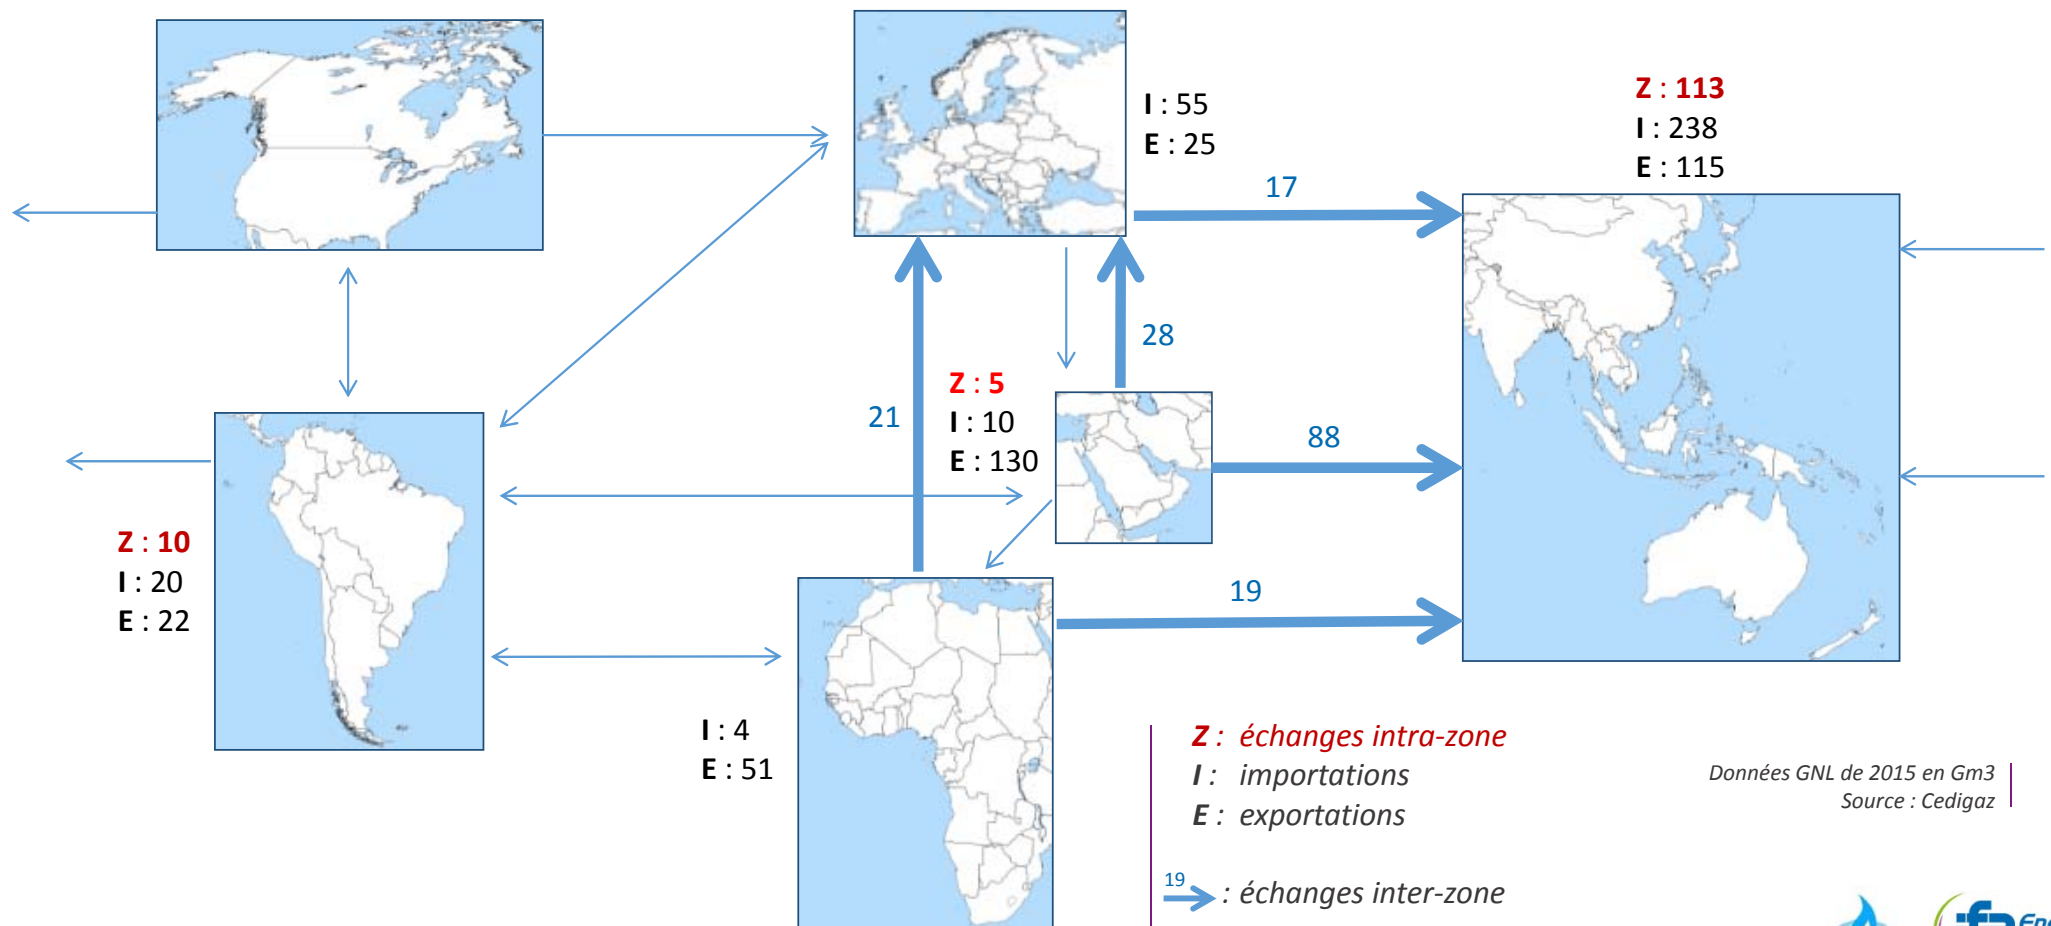 I : 55
E : 25
Z : 113
I : 238
E : 115
17
28
Z : 5
I : 10
E : 130
21
88
Z : 10
I : 20
E : 22
19
I : 4
E : 51
Z : échanges intra-zone
I : importations
E : exportations
19 : échanges inter-zone
Données GNL de 2015 en Gm3
Source : Cedigaz